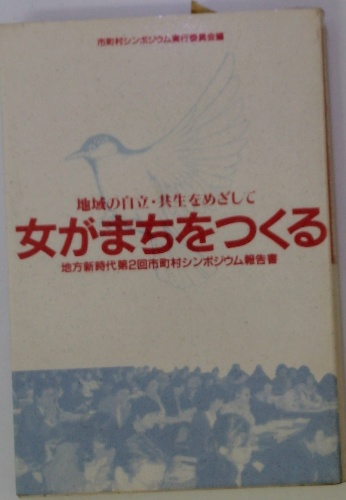 市町村シンポジウム実行委員会編
地域の自立・共生をめざして
女がまちをつくる
地方新時代第2回市町村シンポジウム報告書